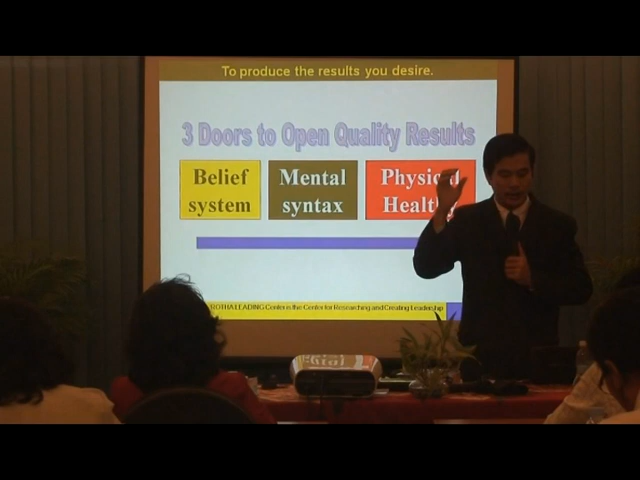 To produce the results you desire.
3 Doors to Open Quality Results
Belief system
Mental syntax
Physical Health
LEADING Center is the Center for Researching and Creating Leadership